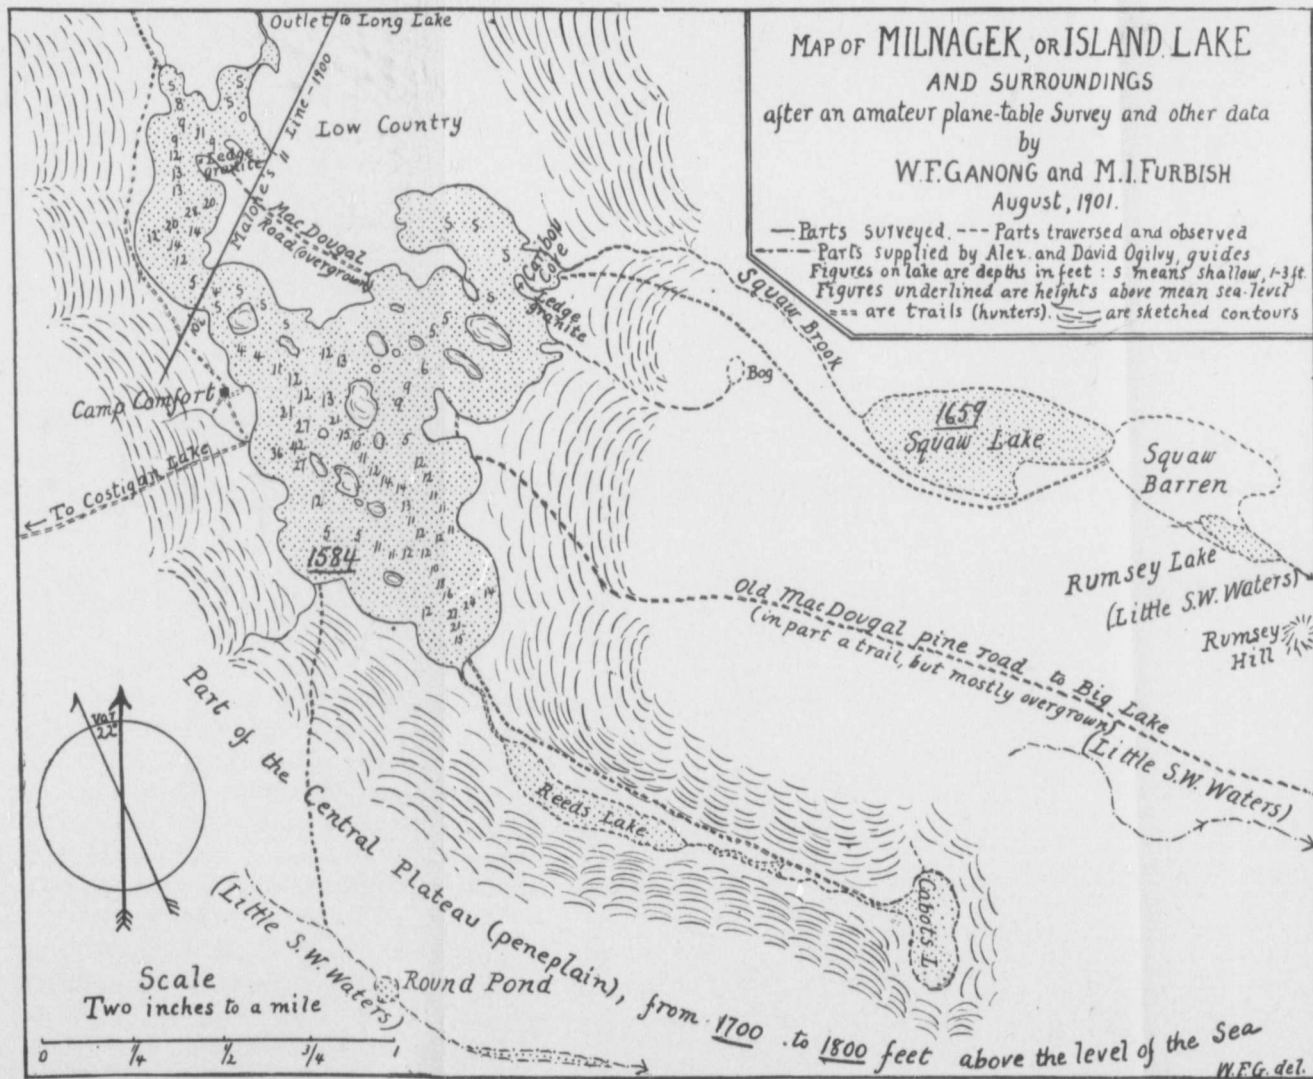 MAP OF MILNAGEK, OR ISLAND LAKE
AND SURROUNDINGS
after an amateur plane-table Survey and other data
by
W.F. GANONG and M.I. FURBISH
August, 1901.
— Parts surveyed. --- Parts traversed and observed
Parts supplied by Alex. and David Ogilvy, guides
Figures on lake are depths in feet : s means shallow, 1-3 ft.
Figures underlined are heights above mean sea-level
=== are trails (hunters). are sketched contours
Outlet to Long Lake
Malone's Line-1900
Low Country
Ledge
granite
MacDougal
Road (overgrown)
Caribou
Cove
Ledge
granite
Squaw Brook
Bog
1659
Squaw Lake
Squaw
Barren
Rumsey Lake
(Little S.W. Waters)
Rumsey
Hill
Camp Comfort
← To Costigan Lake
1584
Old MacDougal pine road to Big Lake
(in part a trail, but mostly overgrown)
(Little S.W. Waters)
Reeds Lake
Cabots L.
Part of the Central Plateau (peneplain), from 1700 to 1800 feet above the level of the Sea
(Little S.W. Waters)
Round Pond
var
22°
Scale
Two inches to a mile
0 1/4 1/2 3/4 1
W.F.G. del.